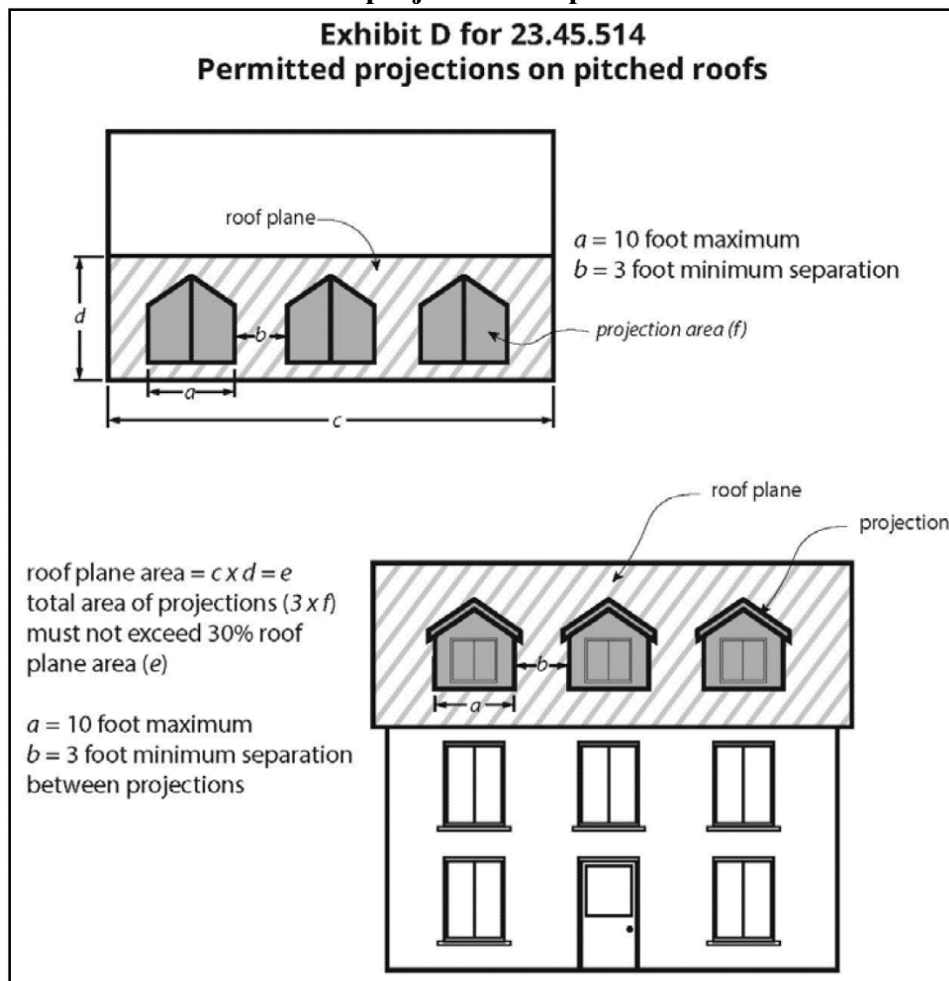 Exhibit D for 23.45.514
Permitted projections on pitched roofs
roof plane
a = 10 foot maximum
b = 3 foot minimum separation
d
b
projection area (f)
a
c
roof plane
projection
roof plane area = c x d = e
total area of projections (3 x f)
must not exceed 30% roof
plane area (e)
b
a
a = 10 foot maximum
b = 3 foot minimum separation
between projections